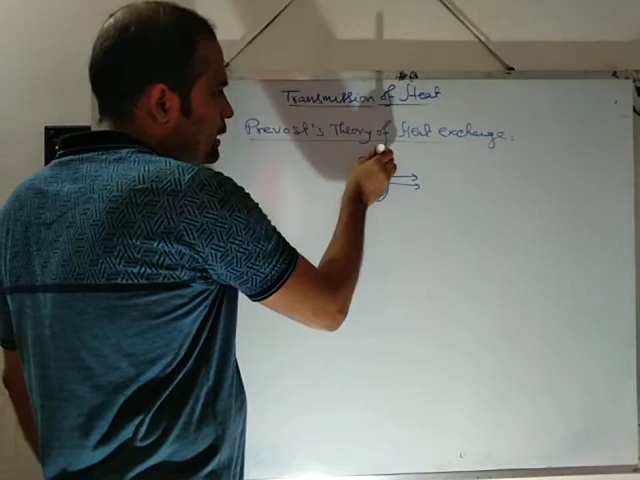 Transmission of Heat
Prevost's Theory of Heat exchange.